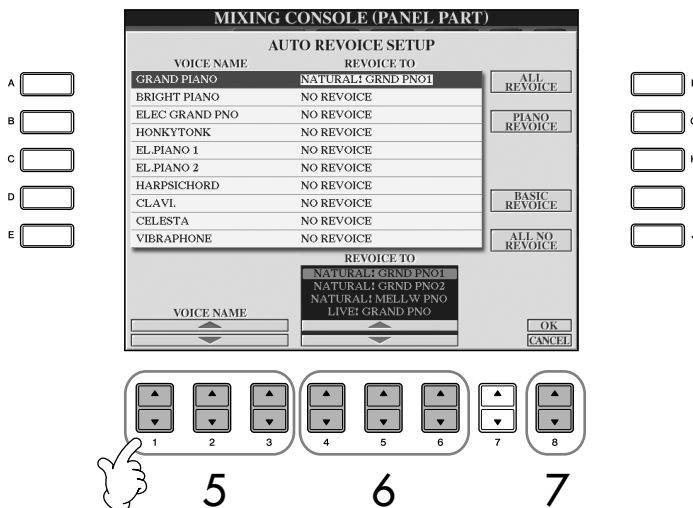 MIXING CONSOLE (PANEL PART)
AUTO REVOICE SETUP
VOICE NAME REVOICE TO
GRAND PIANO NATURAL! GRND PNO1
BRIGHT PIANO NO REVOICE
ELEC GRAND PNO NO REVOICE
HONKYTONK NO REVOICE
EL.PIANO 1 NO REVOICE
EL.PIANO 2 NO REVOICE
HARPSICHORD NO REVOICE
CLAVI. NO REVOICE
CELESTA NO REVOICE
VIBRAPHONE NO REVOICE
ALL
REVOICE
PIANO
REVOICE
BASIC
REVOICE
ALL NO
REVOICE
REVOICE TO
NATURAL! GRND PNO1
NATURAL! GRND PNO2
NATURAL! MELLW PNO
LIVE! GRAND PNO
VOICE NAME
OK
CANCEL
A
B
C
D
E
1 2 3 4 5 6 7 8
5 6 7